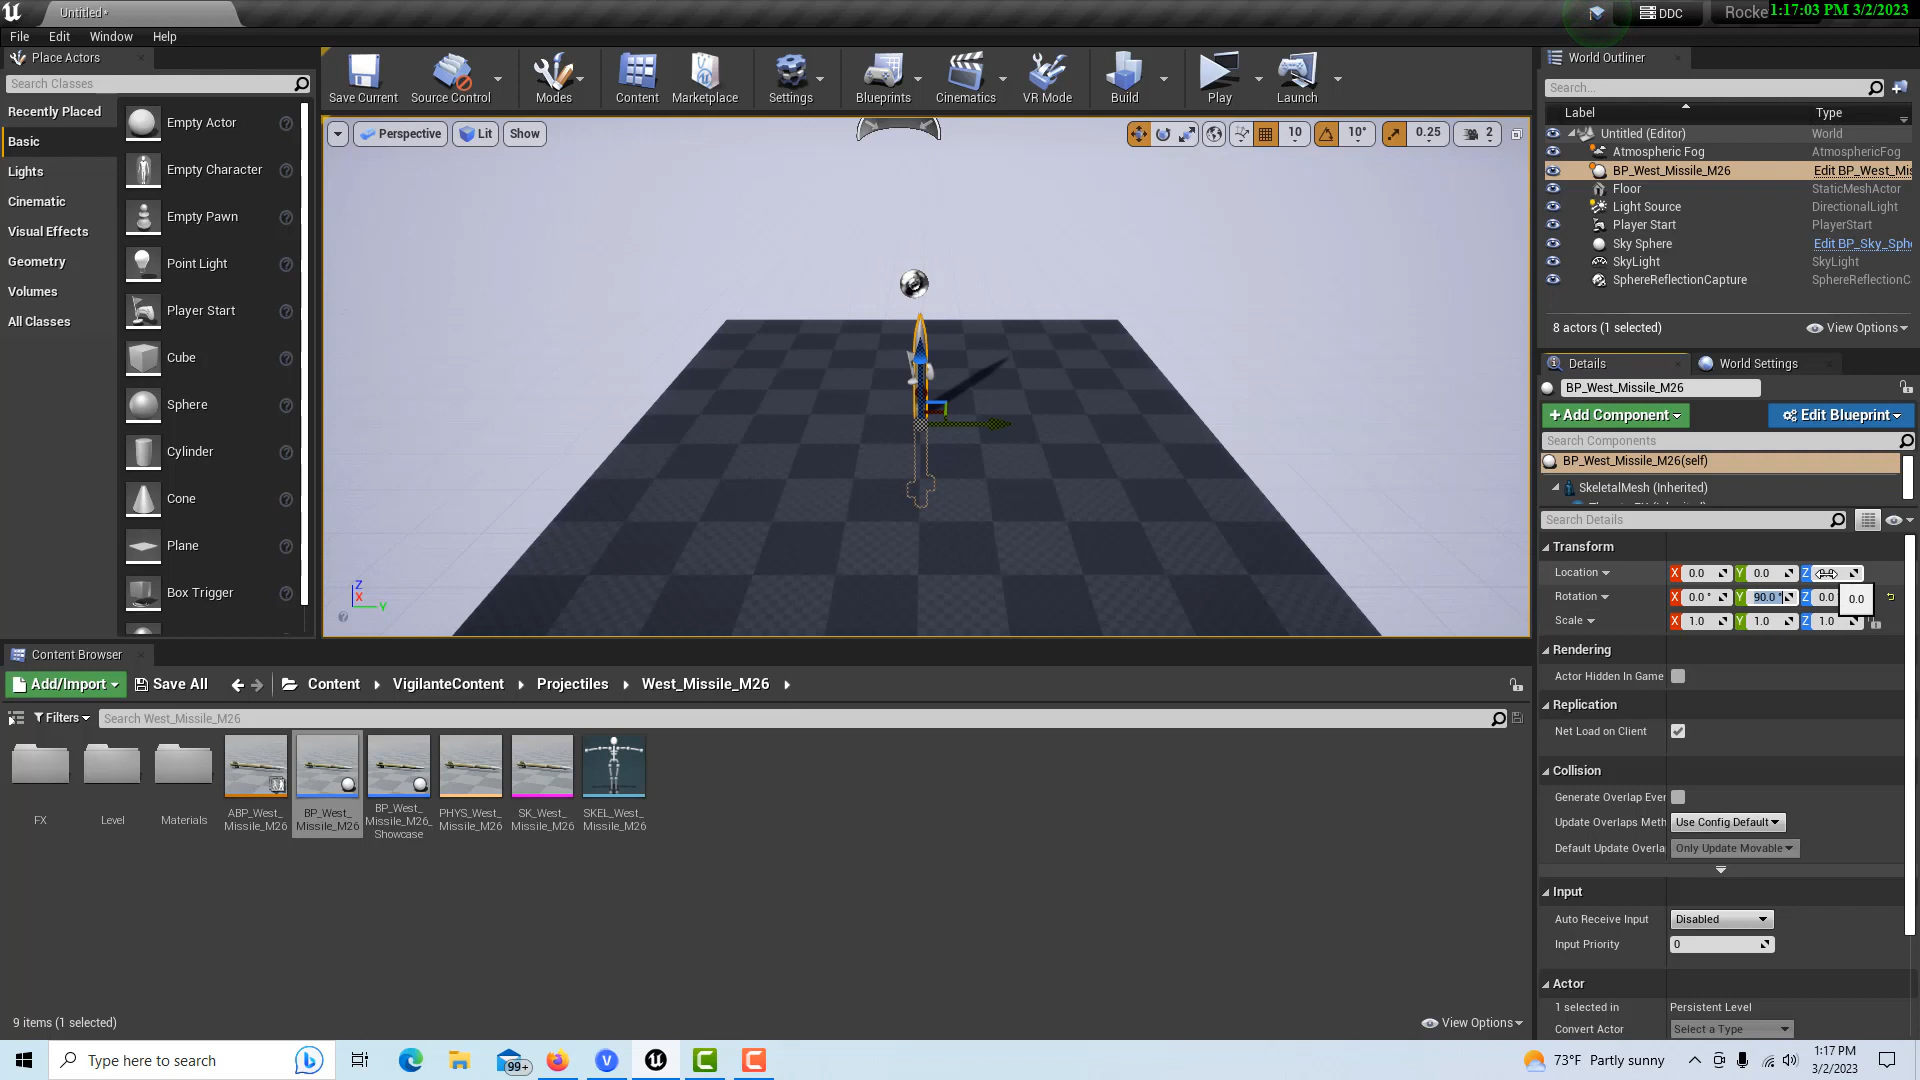 Untitled*
DDC
Rocke
1:17:03 PM 3/2/2023
File Edit Window Help
Place Actors
Search Classes
Recently Placed
Basic
Lights
Cinematic
Visual Effects
Geometry
Volumes
All Classes
Empty Actor
Empty Character
Empty Pawn
Point Light
Player Start
Cube
Sphere
Cylinder
Cone
Plane
Box Trigger
Save Current
Source Control
Modes
Content
Marketplace
Settings
Blueprints
Cinematics
VR Mode
Build
Play
Launch
Perspective Lit Show
10 10° 0.25 2
Z
X
Y
World Outliner
Search...
Label Type
Untitled (Editor) World
Atmospheric Fog AtmosphericFog
BP_West_Missile_M26 Edit BP_West_Mis
Floor StaticMeshActor
Light Source DirectionalLight
Player Start PlayerStart
Sky Sphere Edit BP_Sky_Sph
SkyLight SkyLight
SphereReflectionCapture SphereReflectionC
8 actors (1 selected) View Options
Details World Settings
BP_West_Missile_M26
+Add Component Edit Blueprint
Search Components
BP_West_Missile_M26(self)
SkeletalMesh (Inherited)
Search Details
Transform
Location X 0.0 Y 0.0 Z
Rotation X 0.0 ° Y 90.0 ° Z 0.0
0.0
Scale X 1.0 Y 1.0 Z 1.0
Rendering
Actor Hidden In Game
Replication
Net Load on Client
Collision
Generate Overlap Ever
Update Overlaps Meth Use Config Default
Default Update Overla Only Update Movable
Input
Auto Receive Input Disabled
Input Priority 0
Actor
1 selected in Persistent Level
Convert Actor Select a Type
Content Browser
Add/Import Save All Content VigilanteContent Projectiles West_Missile_M26
Filters Search West_Missile_M26
FX
Level
Materials
ABP_West_
Missile_M26
BP_West_
Missile_M26
BP_West_
Missile_M26_
Showcase
PHYS_West_
Missile_M26
SK_West_
Missile_M26
SKEL_West_
Missile_M26
9 items (1 selected) View Options
Type here to search
99+
73°F Partly sunny
1:17 PM
3/2/2023